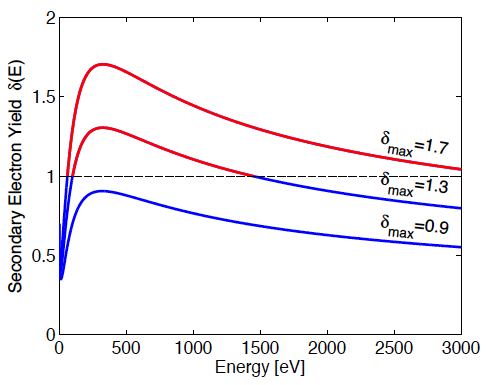 2
1.5
1
0.5
0
Secondary Electron Yield δ(E)
δmax=1.7
δmax=1.3
δmax=0.9
0 500 1000 1500 2000 2500 3000
Energy [eV]